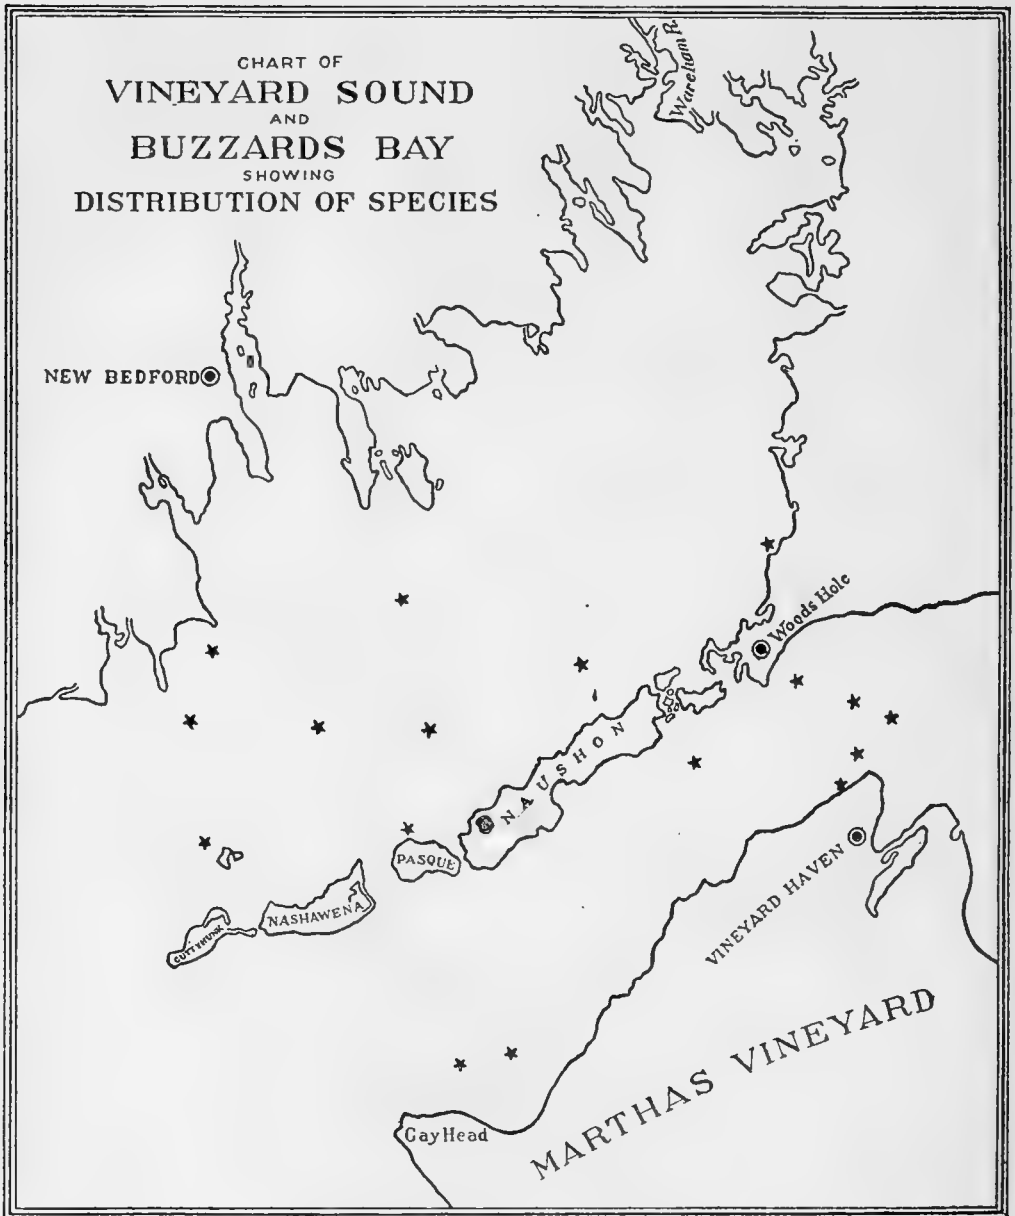 CHART OF
VINEYARD SOUND
AND
BUZZARDS BAY
SHOWING
DISTRIBUTION OF SPECIES
Wareham R.
NEW BEDFORD
Woods Hole
NAUSHON
PASQUE
NASHAWENA
CUTTYHUNK
VINEYARD HAVEN
MARTHAS VINEYARD
Gay Head